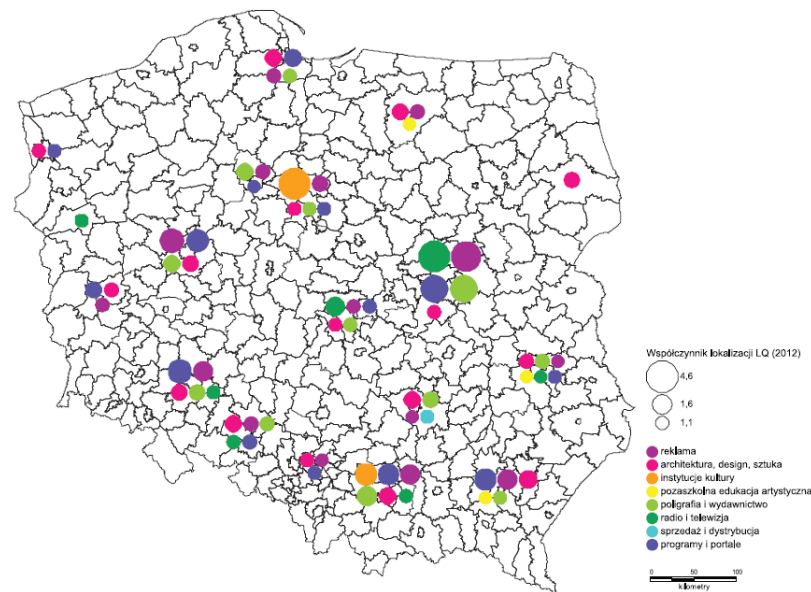 Współczynnik lokalizacji LQ (2012)
4,6
1,6
1,1
reklama
architektura, design, sztuka
instytucje kultury
pozaszkolna edukacja artystyczna
poligrafia i wydawnictwo
radio i telewizja
sprzedaż i dystrybucja
programy i portale
0 50 100
kilometry